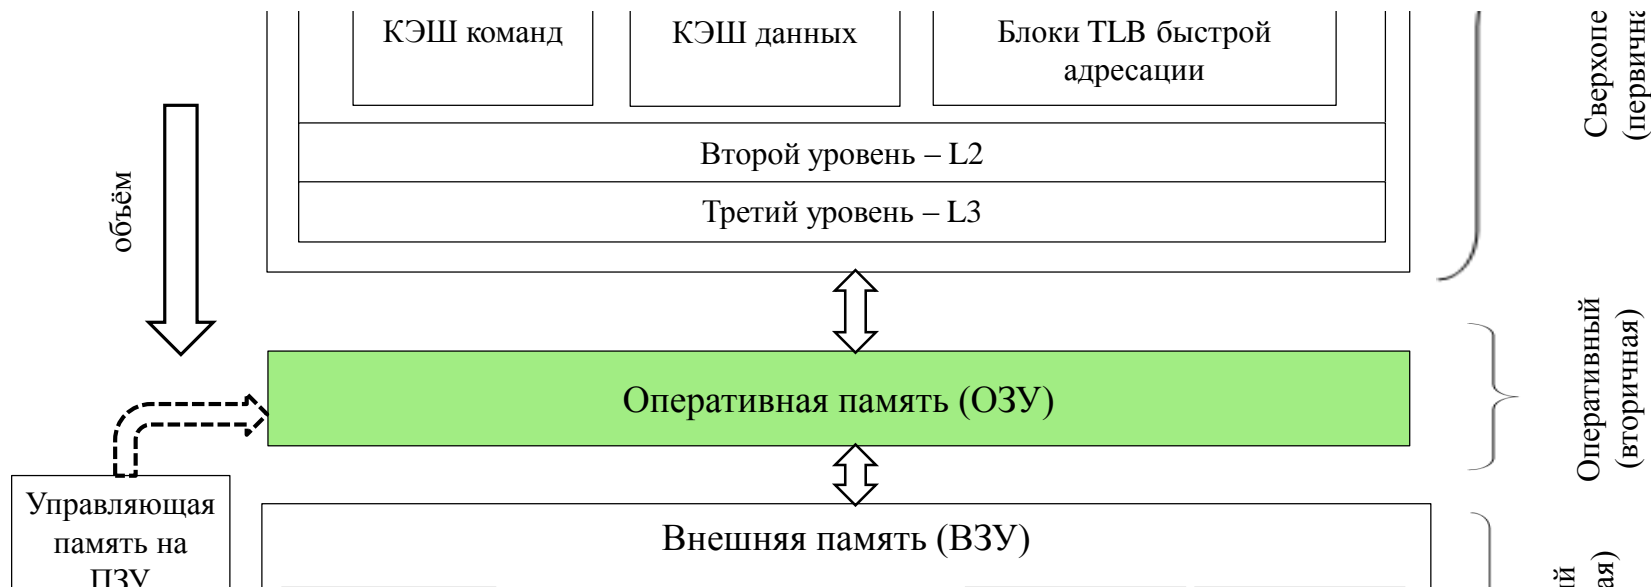 КЭШ команд
КЭШ данных
Блоки TLB быстрой
адресации
Второй уровень – L2
Третий уровень – L3
объём
Оперативная память (ОЗУ)
Оперативный
(вторичная)
Управляющая
память на
ПЗУ
Внешняя память (ВЗУ)